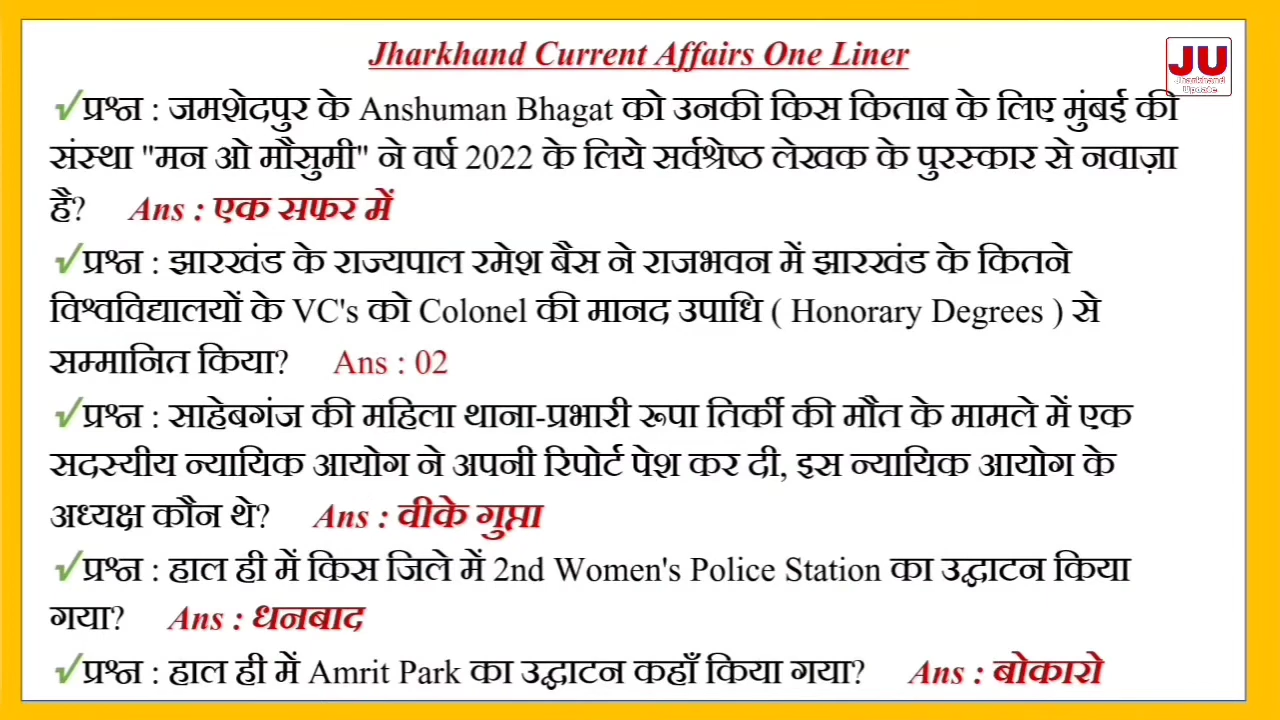 Jharkhand Current Affairs One Liner
JU
Jharkhand
Update
✓प्रश्न : जमशेदपुर के Anshuman Bhagat को उनकी किस किताब के लिए मुंबई की
संस्था "मन ओ मौसुमी" ने वर्ष 2022 के लिये सर्वश्रेष्ठ लेखक के पुरस्कार से नवाज़ा
है? Ans : एक सफर में
✓प्रश्न : झारखंड के राज्यपाल रमेश बैस ने राजभवन में झारखंड के कितने
विश्वविद्यालयों के VC's को Colonel की मानद उपाधि ( Honorary Degrees ) से
सम्मानित किया? Ans : 02
✓प्रश्न : साहेबगंज की महिला थाना-प्रभारी रूपा तिर्की की मौत के मामले में एक
सदस्यीय न्यायिक आयोग ने अपनी रिपोर्ट पेश कर दी, इस न्यायिक आयोग के
अध्यक्ष कौन थे? Ans : वीके गुप्ता
✓प्रश्न : हाल ही में किस जिले में 2nd Women's Police Station का उद्घाटन किया
गया? Ans : धनबाद
✓प्रश्न : हाल ही में Amrit Park का उद्घाटन कहाँ किया गया? Ans : बोकारो